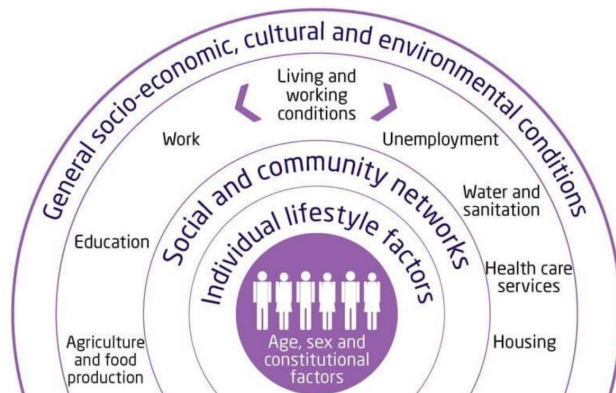 General socio-economic, cultural and environmental conditions
Living and
working
conditions
Work
Unemployment
Social and community networks
Water and
sanitation
Individual lifestyle factors
Education
Health care
services
Agriculture
and food
production
Housing
Age, sex and
constitutional
factors